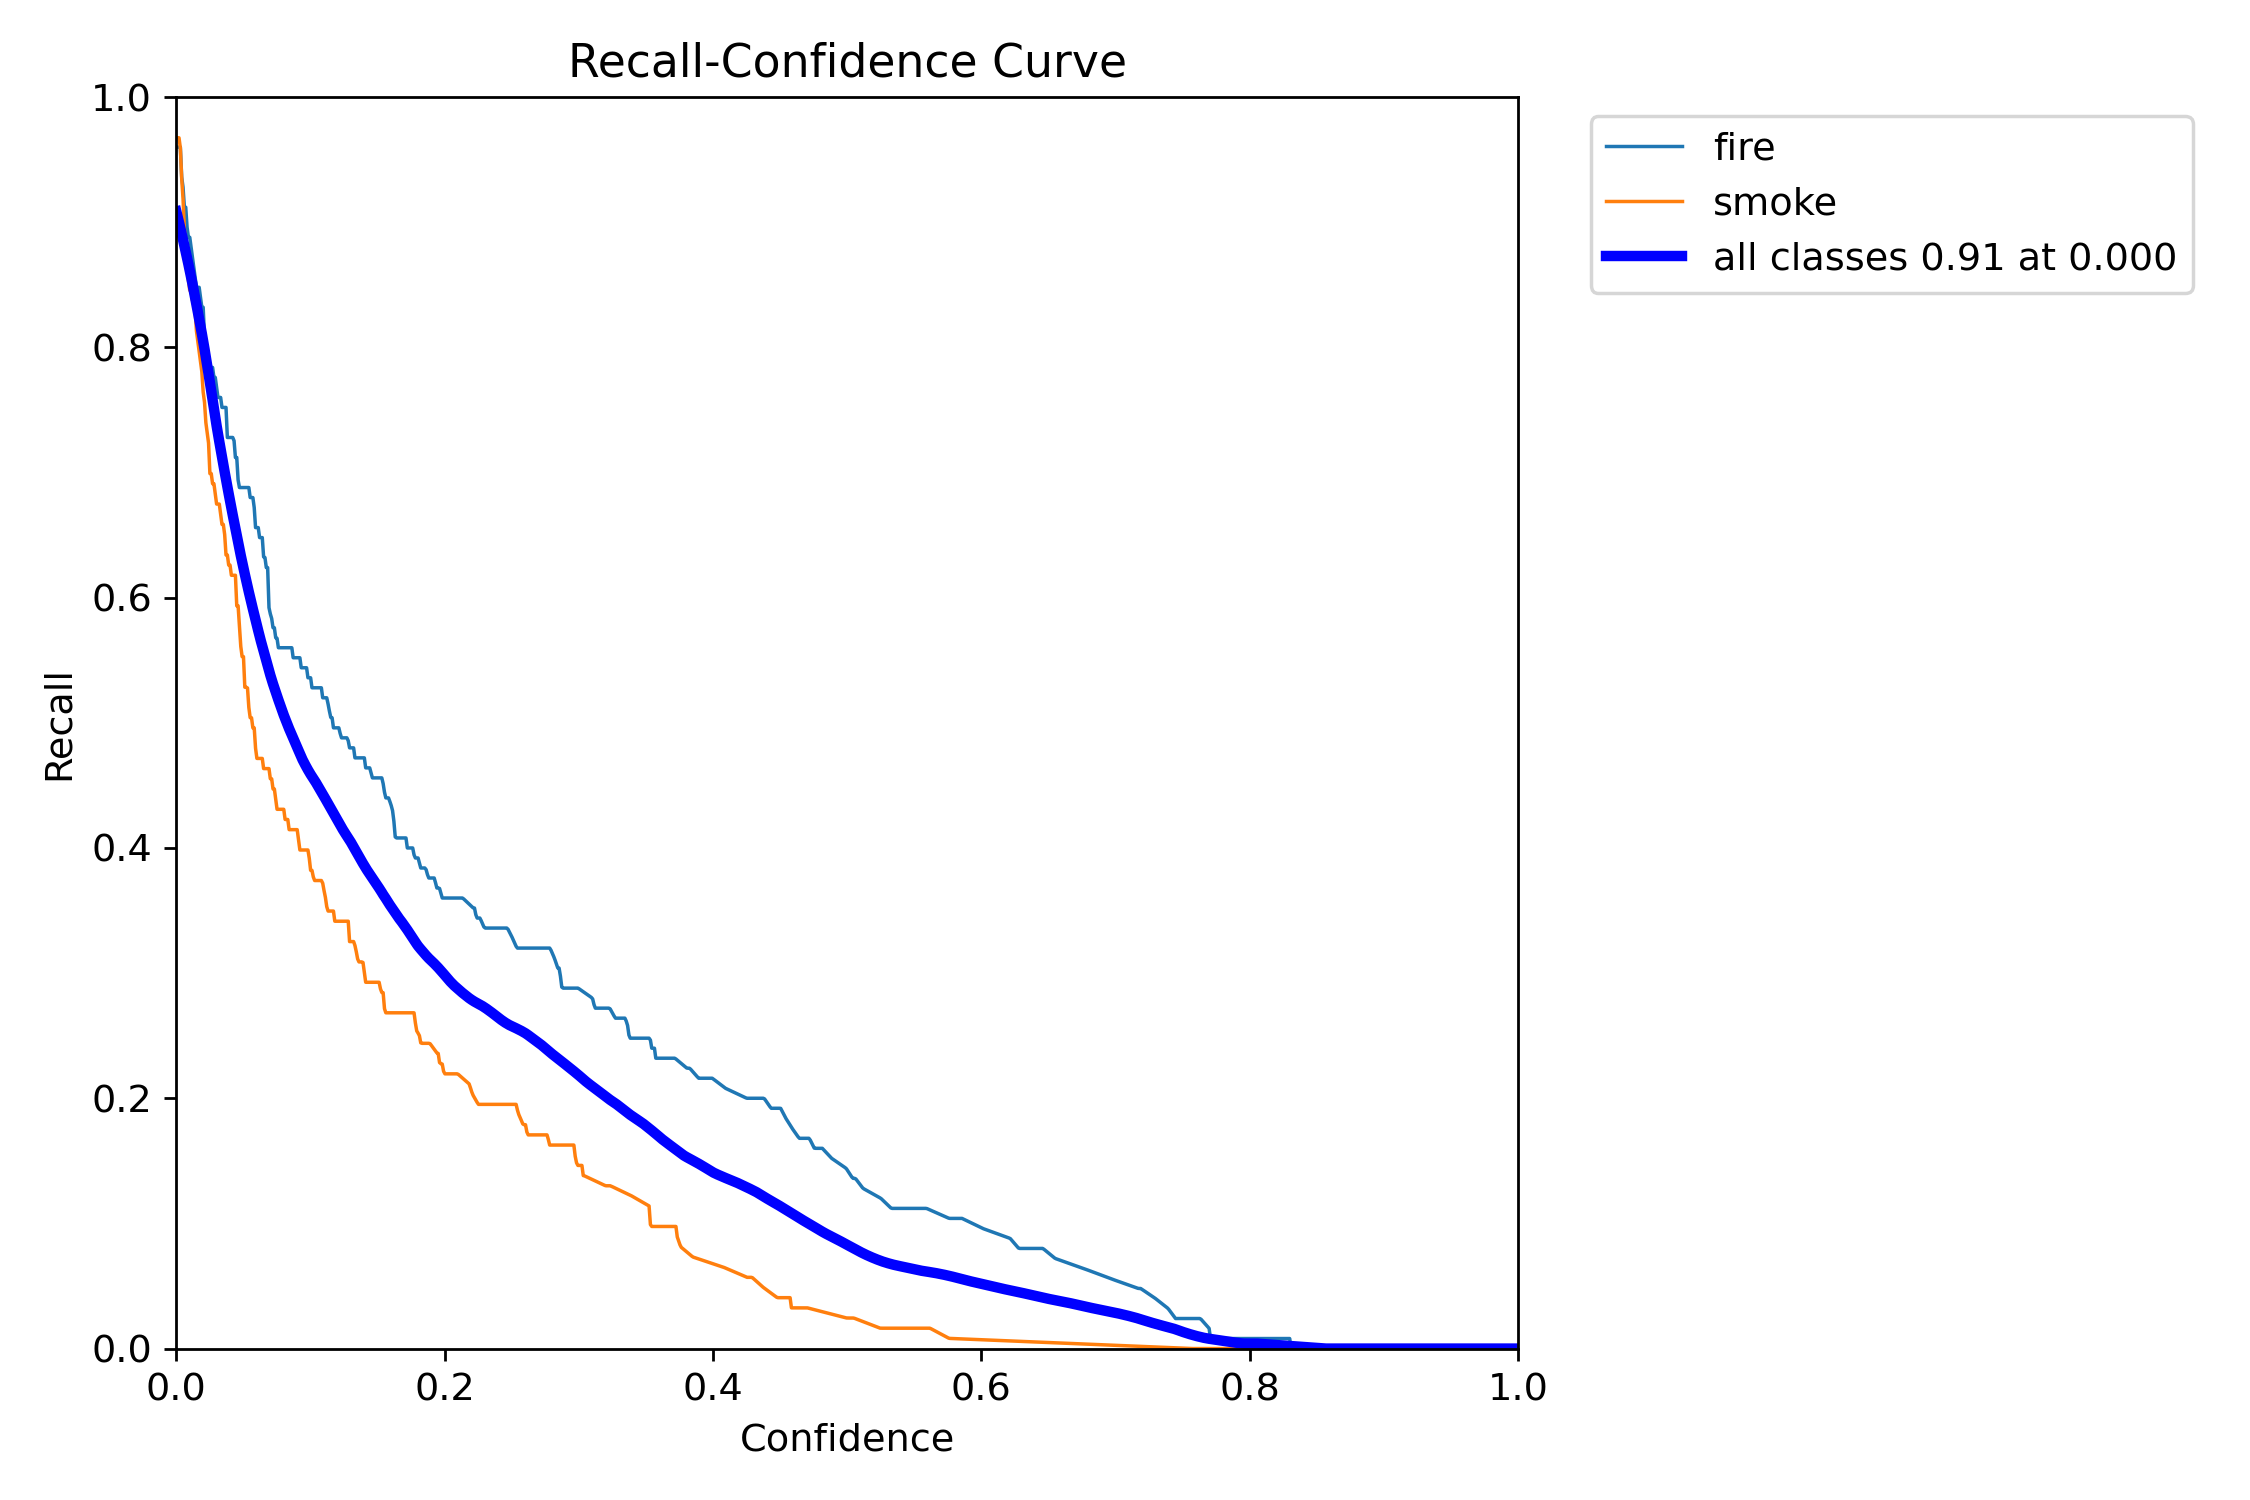 Recall-Confidence Curve
1.0
0.8
0.6
0.4
0.2
0.0
Recall
0.0 0.2 0.4 0.6 0.8 1.0
Confidence
fire
smoke
all classes 0.91 at 0.000